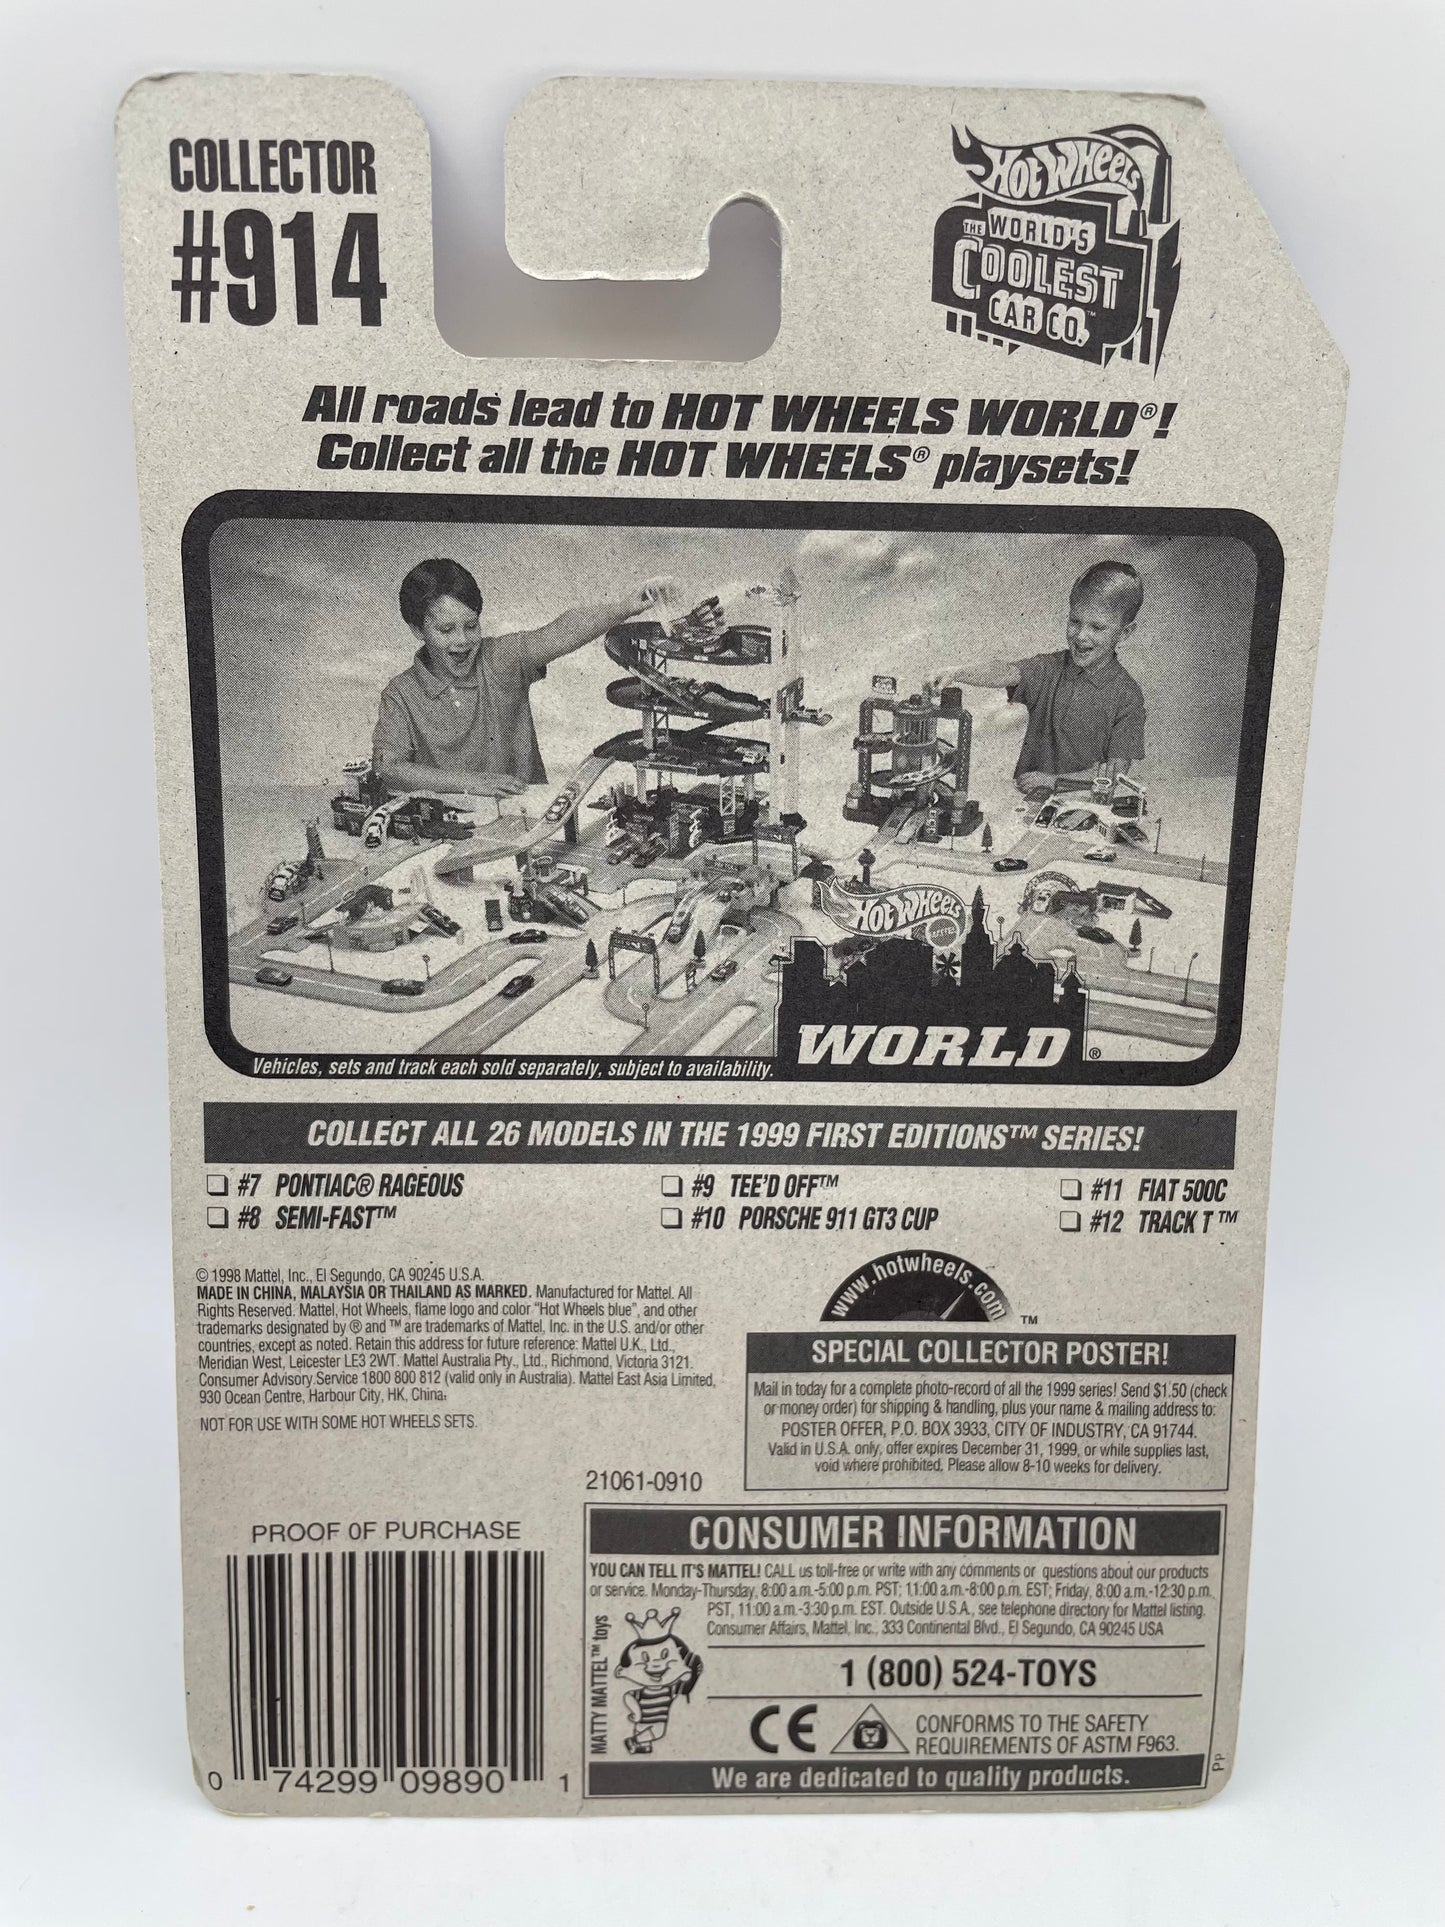 COLLECTOR
#914
HOT WHEELS
THE WORLD'S
COOLEST
CAR CO.™
All roads lead to HOT WHEELS WORLD®!
Collect all the HOT WHEELS® playsets!
HOT WHEELS
MATTEL
WORLD®
Vehicles, sets and track each sold separately, subject to availability.
COLLECT ALL 26 MODELS IN THE 1999 FIRST EDITIONS™ SERIES!
#7 PONTIAC® RAGEOUS
#8 SEMI-FAST™
#9 TEE'D OFF™
#10 PORSCHE 911 GT3 CUP
#11 FIAT 500C
#12 TRACK T™
© 1998 Mattel, Inc., El Segundo, CA 90245 U.S.A.
MADE IN CHINA, MALAYSIA OR THAILAND AS MARKED. Manufactured for Mattel. All
Rights Reserved. Mattel, Hot Wheels, flame logo and color "Hot Wheels blue", and other
trademarks designated by ® and ™ are trademarks of Mattel, Inc. in the U.S. and/or other
countries, except as noted. Retain this address for future reference: Mattel U.K., Ltd.,
Meridian West, Leicester LE3 2WT. Mattel Australia Pty., Ltd., Richmond, Victoria 3121.
Consumer Advisory Service 1800 800 812 (valid only in Australia). Mattel East Asia Limited,
930 Ocean Centre, Harbour City, HK, China.
NOT FOR USE WITH SOME HOT WHEELS SETS.
www.hotwheels.com™
SPECIAL COLLECTOR POSTER!
Mail in today for a complete photo-record of all the 1999 series! Send $1.50 (check
or money order) for shipping & handling, plus your name & mailing address to:
POSTER OFFER, P.O. BOX 3933, CITY OF INDUSTRY, CA 91744.
Valid in U.S.A. only, offer expires December 31, 1999, or while supplies last,
void where prohibited. Please allow 8-10 weeks for delivery.
21061-0910
PROOF OF PURCHASE
0 74299 09890 1
CONSUMER INFORMATION
YOU CAN TELL IT'S MATTEL! CALL us toll-free or write with any comments or questions about our products
or service. Monday-Thursday, 8:00 a.m.-5:00 p.m. PST; 11:00 a.m.-8:00 p.m. EST; Friday, 8:00 a.m.-12:30 p.m.
PST, 11:00 a.m.-3:30 p.m. EST. Outside U.S.A., see telephone directory for Mattel listing.
Consumer Affairs, Mattel, Inc., 333 Continental Blvd., El Segundo, CA 90245 USA
MATTY MATTEL™ toys
1 (800) 524-TOYS
CE
CONFORMS TO THE SAFETY
REQUIREMENTS OF ASTM F963.
We are dedicated to quality products.
PP